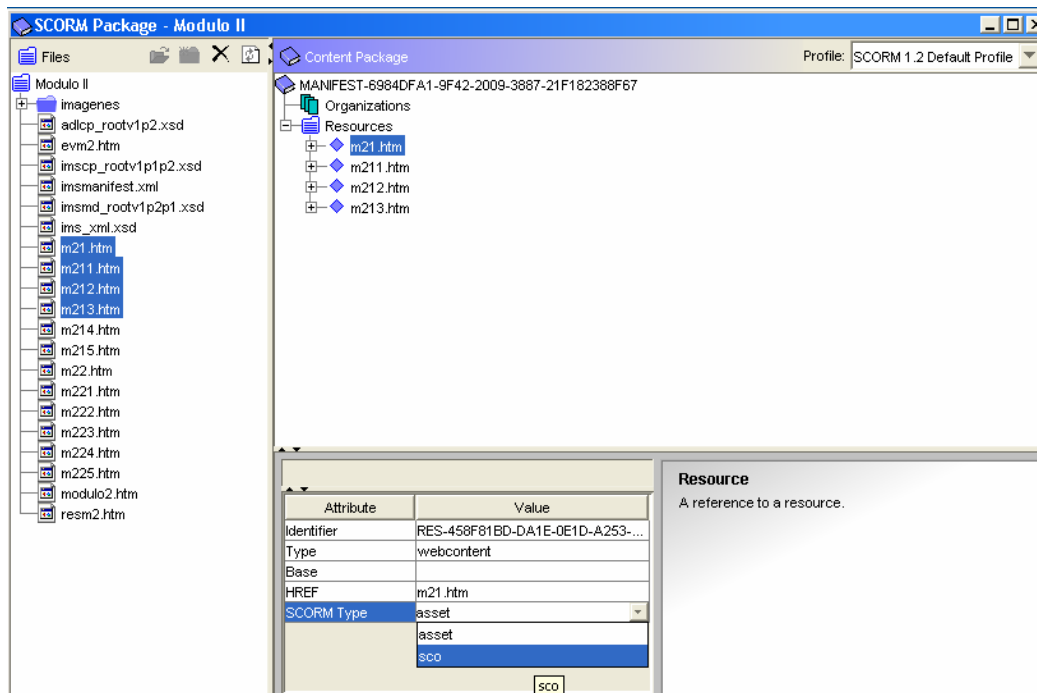 SCORM Package - Modulo II
Files
Content Package
Profile: SCORM 1.2 Default Profile
Modulo II
imagenes
adlcp_rootv1p2.xsd
evm2.htm
imscp_rootv1p1p2.xsd
imsmanifest.xml
imsmd_rootv1p2p1.xsd
ims_xml.xsd
m21.htm
m211.htm
m212.htm
m213.htm
m214.htm
m215.htm
m22.htm
m221.htm
m222.htm
m223.htm
m224.htm
m225.htm
modulo2.htm
resm2.htm
MANIFEST-6984DFA1-9F42-2009-3887-21F182388F67
Organizations
Resources
m21.htm
m211.htm
m212.htm
m213.htm
Attribute Value
Identifier RES-458F81BD-DA1E-0E1D-A253-...
Type webcontent
Base
HREF m21.htm
SCORM Type asset
asset
sco
sco
Resource
A reference to a resource.